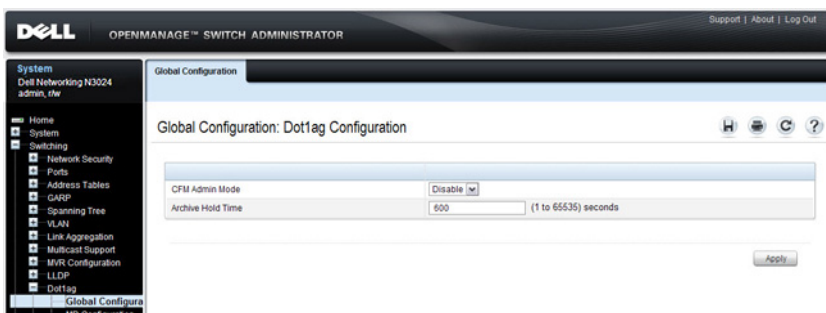 Support | About | Log Out
DELL OPENMANAGE™ SWITCH ADMINISTRATOR
System
Dell Networking N3024
admin, r/w
Global Configuration
Home
System
Switching
Network Security
Ports
Address Tables
GARP
Spanning Tree
VLAN
Link Aggregation
Multicast Support
MVR Configuration
LLDP
Dot1ag
Global Configura
Global Configuration: Dot1ag Configuration
CFM Admin Mode Disable
Archive Hold Time 600 (1 to 65535) seconds
Apply